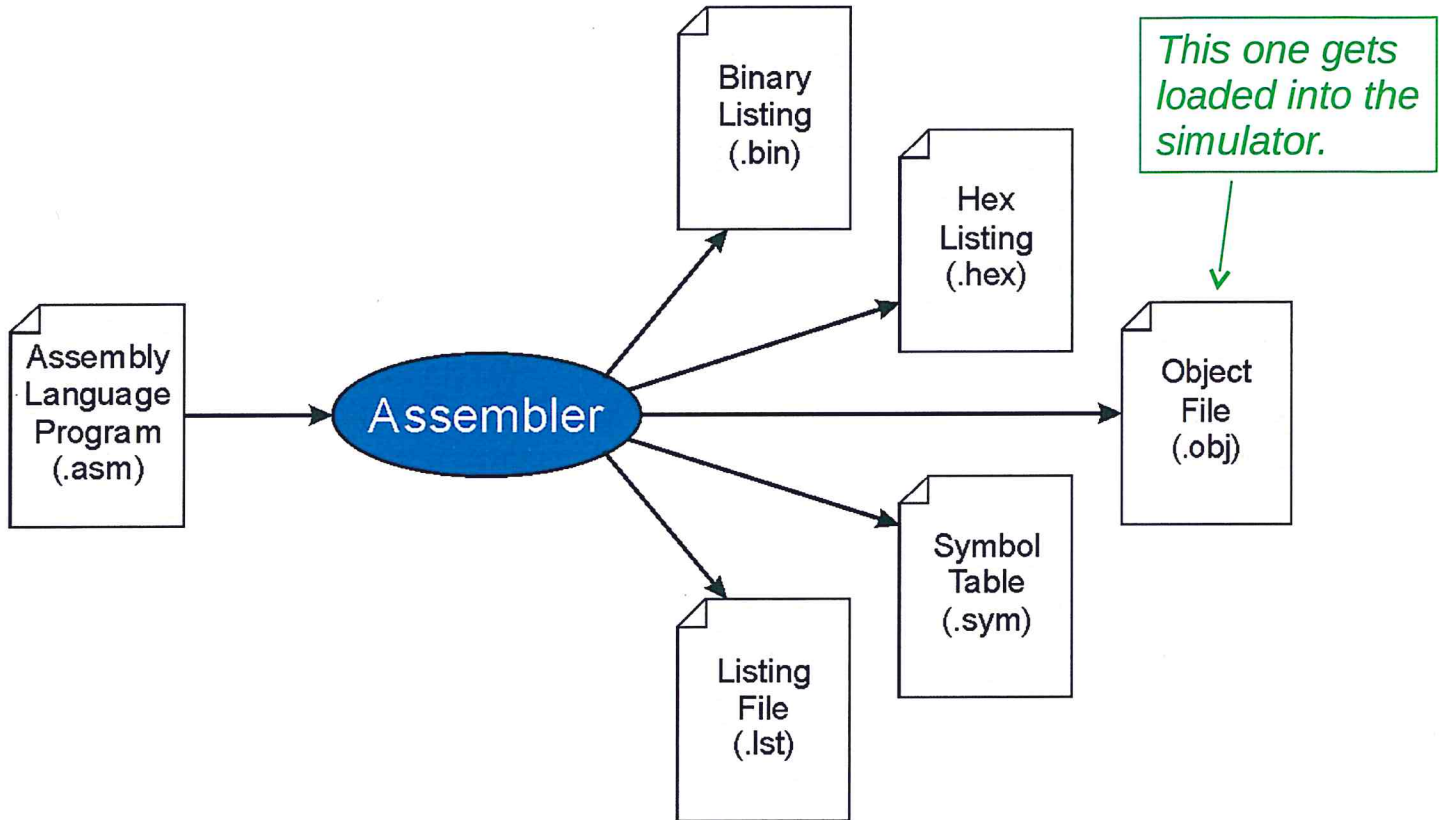 Assembly
Language
Program
(.asm)
Assembler
Binary
Listing
(.bin)
Hex
Listing
(.hex)
This one gets
loaded into the
simulator.
Object
File
(.obj)
Symbol
Table
(.sym)
Listing
File
(.lst)